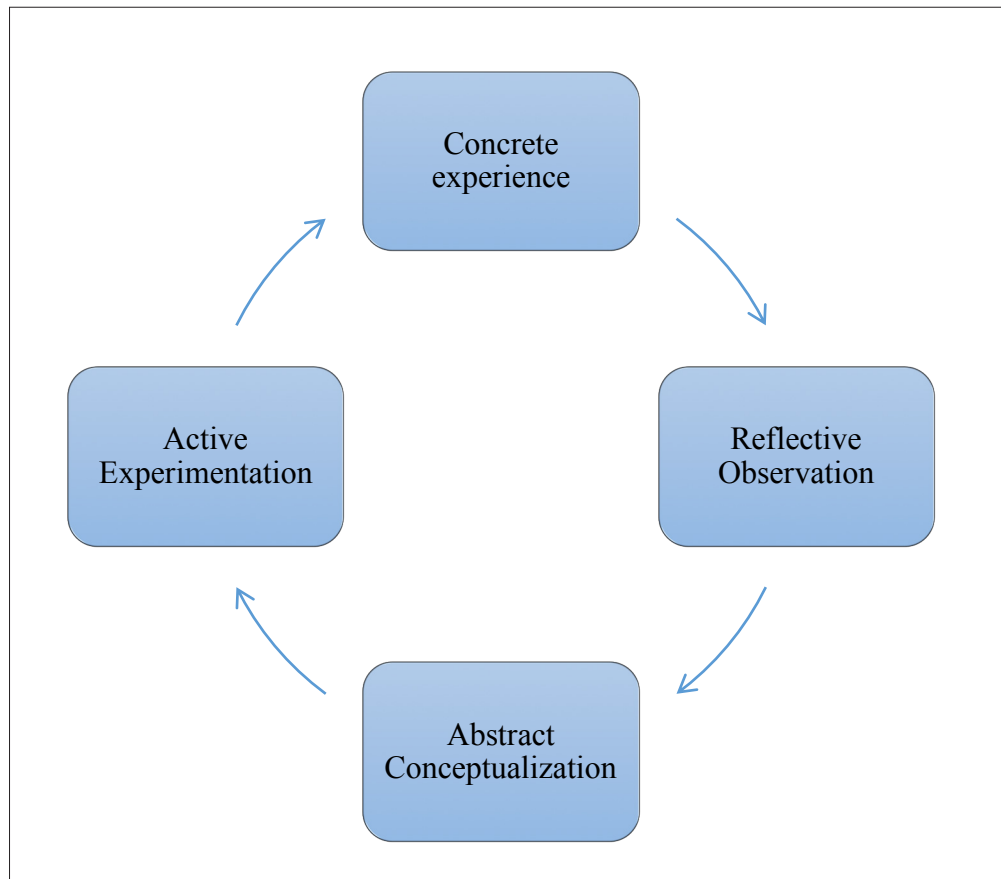 Concrete
experience
Active
Experimentation
Reflective
Observation
Abstract
Conceptualization